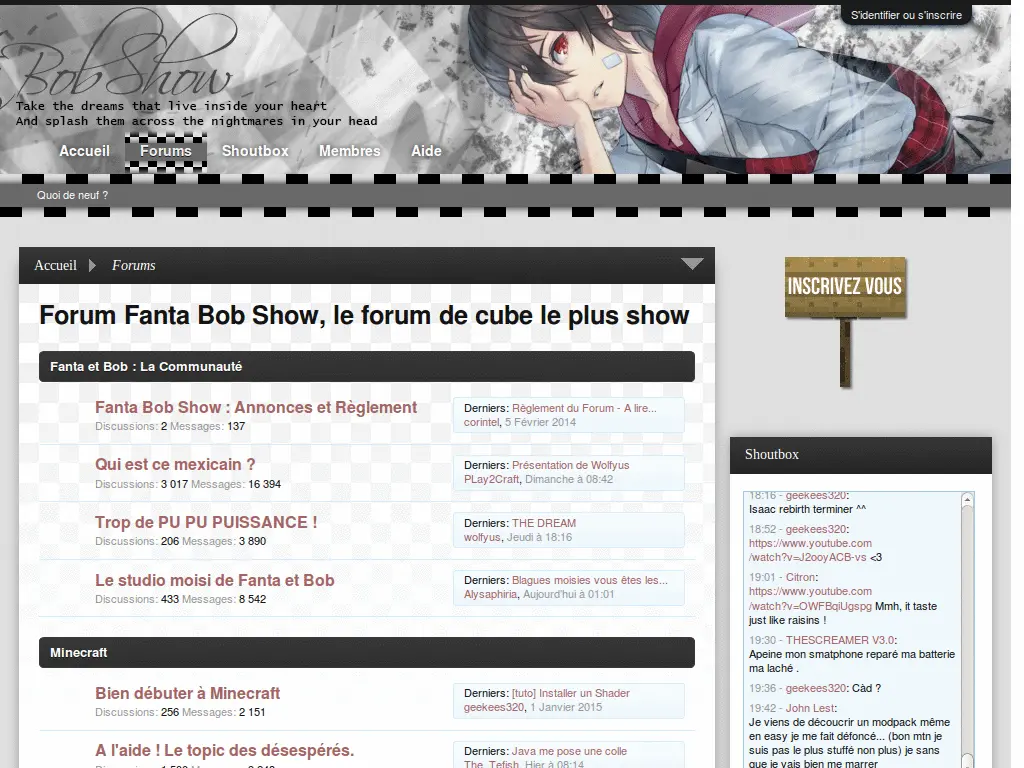 S'identifier ou s'inscrire
BobShow
Take the dreams that live inside your heart
And splash them across the nightmares in your head
Accueil Forums Shoutbox Membres Aide
Quoi de neuf ?
Accueil Forums
Forum Fanta Bob Show, le forum de cube le plus show
Fanta et Bob : La Communauté
Fanta Bob Show : Annonces et Règlement
Discussions: 2 Messages: 137
Derniers: Règlement du Forum - A lire...
corintel, 5 Février 2014
Qui est ce mexicain ?
Discussions: 3 017 Messages: 16 394
Derniers: Présentation de Wolfyus
PLay2Craft, Dimanche à 08:42
Trop de PU PU PUISSANCE !
Discussions: 206 Messages: 3 890
Derniers: THE DREAM
wolfyus, Jeudi à 18:16
Le studio moisi de Fanta et Bob
Discussions: 433 Messages: 8 542
Derniers: Blagues moisies vous êtes les...
Alysaphiria, Aujourd'hui à 01:01
Minecraft
Bien débuter à Minecraft
Discussions: 256 Messages: 2 151
Derniers: [tuto] Installer un Shader
geekees320, 1 Janvier 2015
A l'aide ! Le topic des désespérés.
Derniers: Java me pose une colle
The_Tefish, Hier à 08:14
INSCRIVEZ VOUS
Shoutbox
18:16 - geekees320:
Isaac rebirth terminer ^^
18:52 - geekees320:
https://www.youtube.com
/watch?v=J2ooyACB-vs <3
19:01 - Citron:
https://www.youtube.com
/watch?v=OWFBqiUgspg Mmh, it taste
just like raisins !
19:30 - THESCREAMER V3.0:
Apeine mon smatphone reparé ma batterie
ma laché .
19:36 - geekees320: Càd ?
19:42 - John Lest:
Je viens de découcrir un modpack même
en easy je me fait défoncé... (bon mtn je
suis pas le plus stuffé non plus) je sans
que je vais bien me marrer